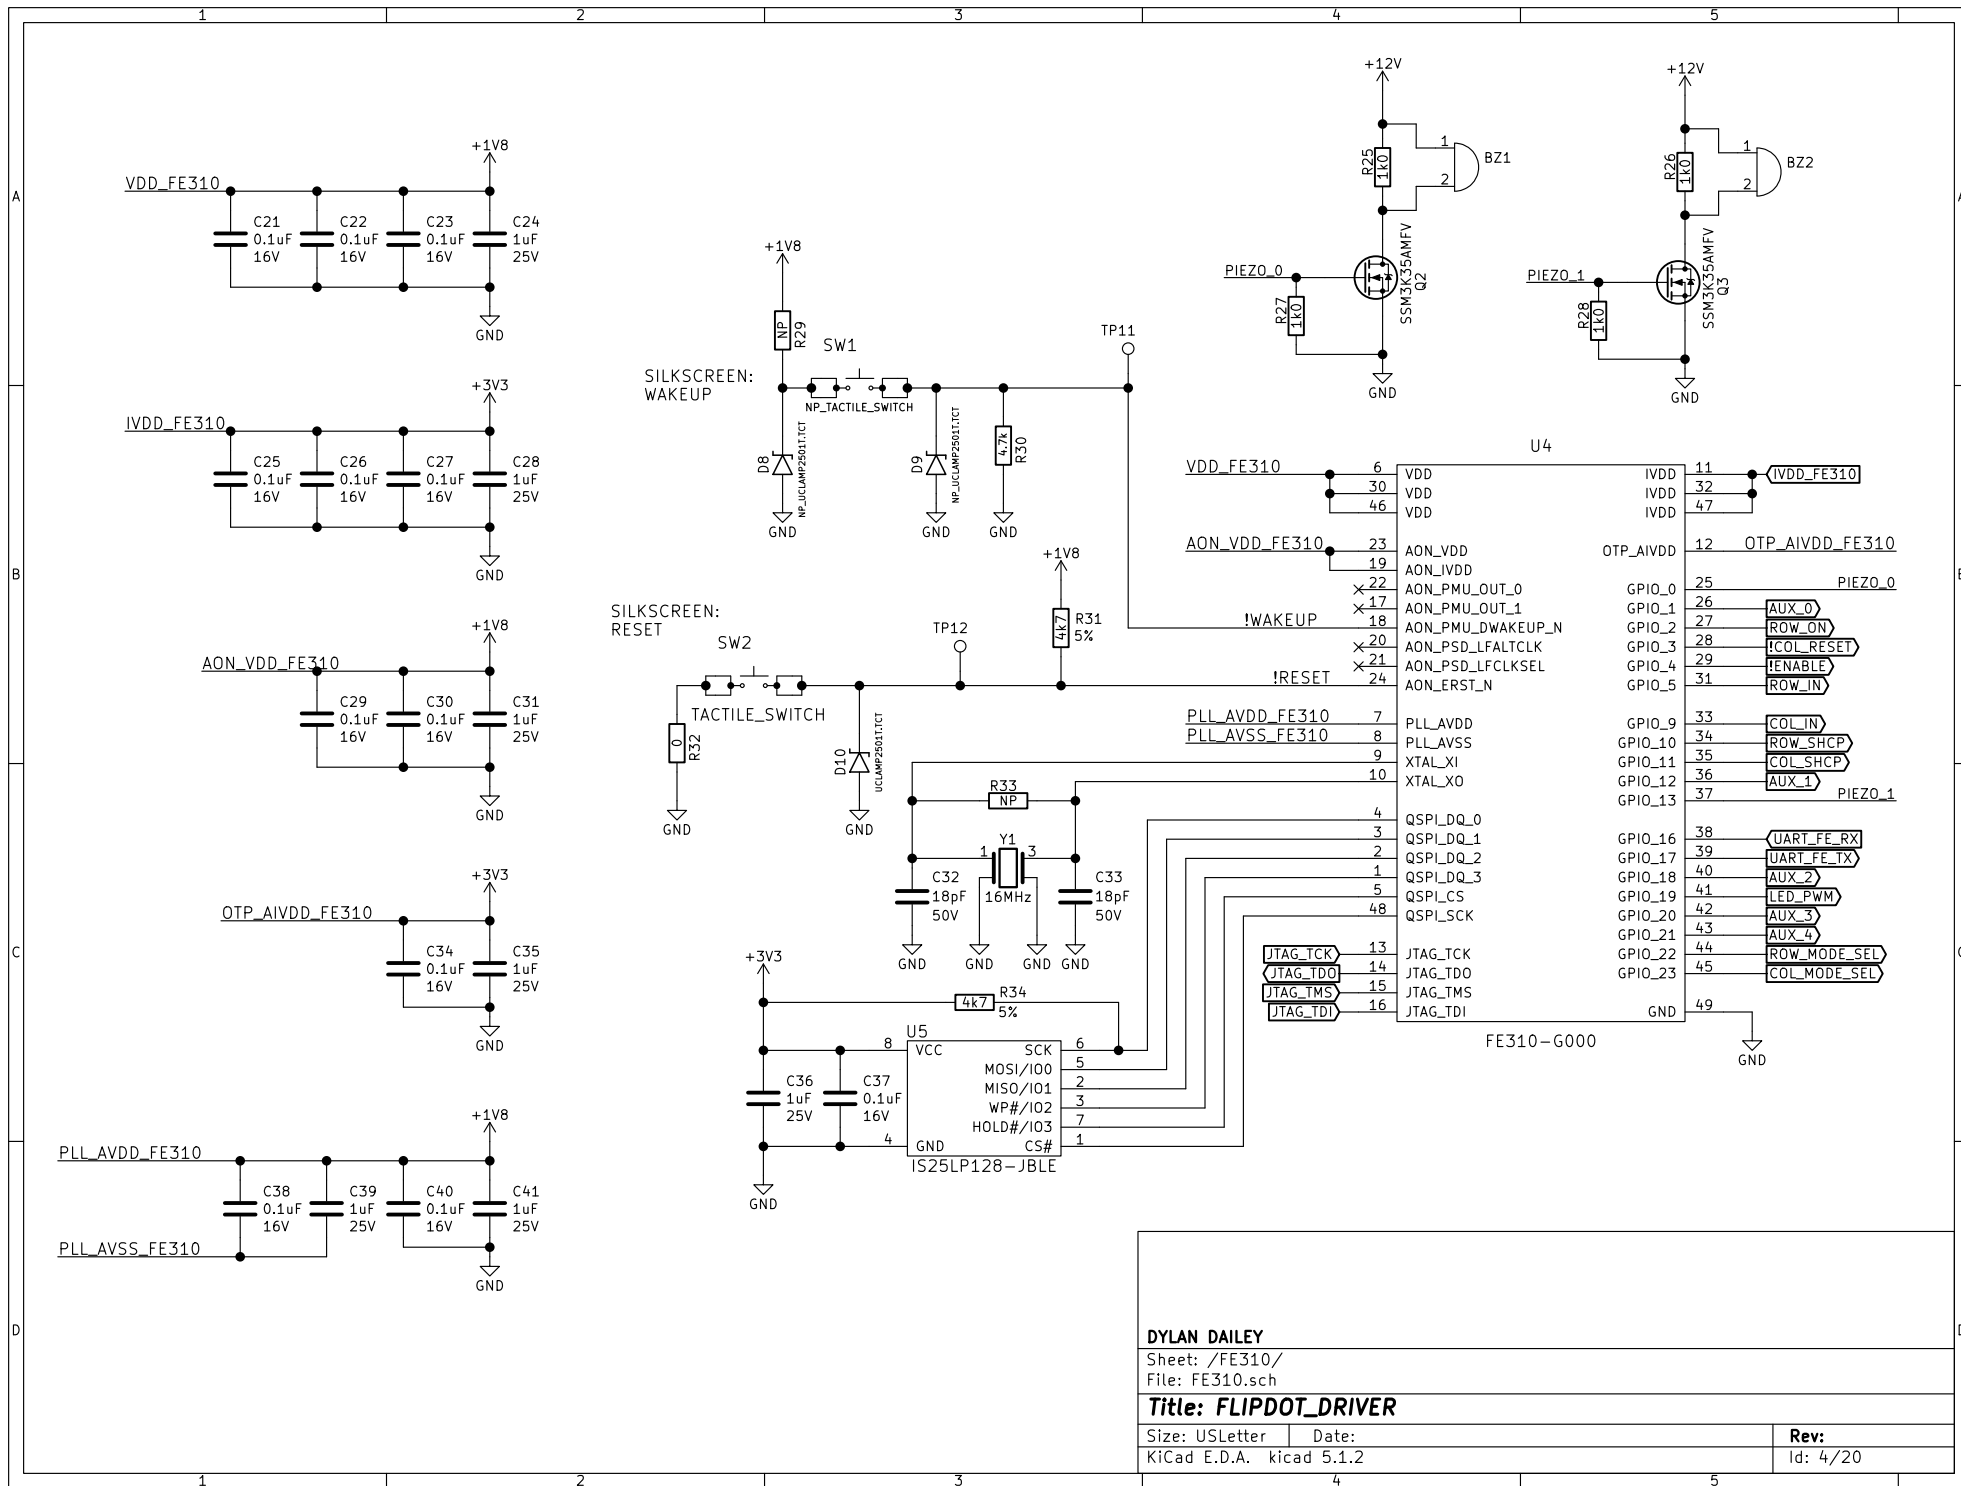 1 2 3 4 5
A
B
C
D
+1V8
VDD_FE310
C21
0.1uF
16V
C22
0.1uF
16V
C23
0.1uF
16V
C24
1uF
25V
GND
+3V3
IVDD_FE310
C25
0.1uF
16V
C26
0.1uF
16V
C27
0.1uF
16V
C28
1uF
25V
GND
+1V8
AON_VDD_FE310
C29
0.1uF
16V
C30
0.1uF
16V
C31
1uF
25V
GND
+3V3
OTP_AIVDD_FE310
C34
0.1uF
16V
C35
1uF
25V
GND
+1V8
PLL_AVDD_FE310
C38
0.1uF
16V
C39
1uF
25V
C40
0.1uF
16V
C41
1uF
25V
PLL_AVSS_FE310
GND
+1V8
NP
R29
SW1
SILKSCREEN:
WAKEUP
NP_TACTILE_SWITCH
TP11
D8
NP_UCLAMP2501T.TCT
GND
D9
NP_UCLAMP2501T.TCT
GND
4.7k
R30
GND
SILKSCREEN:
RESET
SW2
TACTILE_SWITCH
0
R32
GND
TP12
D10
UCLAMP2501T.TCT
GND
+1V8
4k7
R31
5%
R33
NP
Y1
1 3
16MHz
C32
18pF
50V
C33
18pF
50V
GND GND GND GND
+3V3
4k7
R34
5%
U5
8 VCC
4 GND
SCK 6
MOSI/IO0 5
MISO/IO1 2
WP#/IO2 3
HOLD#/IO3 7
CS# 1
IS25LP128-JBLE
C36
1uF
25V
C37
0.1uF
16V
GND
+12V
R25
1k0
1
2
BZ1
PIEZO_0
R27
1k0
SSM3K35AMFV
Q2
GND
+12V
R26
1k0
1
2
BZ2
PIEZO_1
R28
1k0
SSM3K35AMFV
Q3
GND
U4
VDD_FE310 6 VDD
30 VDD
46 VDD
AON_VDD_FE310 23 AON_VDD
19 AON_IVDD
22 AON_PMU_OUT_0
17 AON_PMU_OUT_1
!WAKEUP 18 AON_PMU_DWAKEUP_N
20 AON_PSD_LFALTCLK
21 AON_PSD_LFCLKSEL
!RESET 24 AON_ERST_N
PLL_AVDD_FE310 7 PLL_AVDD
PLL_AVSS_FE310 8 PLL_AVSS
9 XTAL_XI
10 XTAL_XO
4 QSPI_DQ_0
3 QSPI_DQ_1
2 QSPI_DQ_2
1 QSPI_DQ_3
5 QSPI_CS
48 QSPI_SCK
JTAG_TCK 13 JTAG_TCK
JTAG_TDO 14 JTAG_TDO
JTAG_TMS 15 JTAG_TMS
JTAG_TDI 16 JTAG_TDI
IVDD 11 IVDD_FE310
IVDD 32
IVDD 47
OTP_AIVDD 12 OTP_AIVDD_FE310
GPIO_0 25 PIEZO_0
GPIO_1 26 AUX_0
GPIO_2 27 ROW_ON
GPIO_3 28 !COL_RESET
GPIO_4 29 !ENABLE
GPIO_5 31 ROW_IN
GPIO_9 33 COL_IN
GPIO_10 34 ROW_SHCP
GPIO_11 35 COL_SHCP
GPIO_12 36 AUX_1
GPIO_13 37 PIEZO_1
GPIO_16 38 UART_FE_RX
GPIO_17 39 UART_FE_TX
GPIO_18 40 AUX_2
GPIO_19 41 LED_PWM
GPIO_20 42 AUX_3
GPIO_21 43 AUX_4
GPIO_22 44 ROW_MODE_SEL
GPIO_23 45 COL_MODE_SEL
GND 49
FE310-G000
GND
DYLAN DAILEY
Sheet: /FE310/
File: FE310.sch
Title: FLIPDOT_DRIVER
Size: USLetter Date: Rev:
KiCad E.D.A. kicad 5.1.2 Id: 4/20
1 2 3 4 5